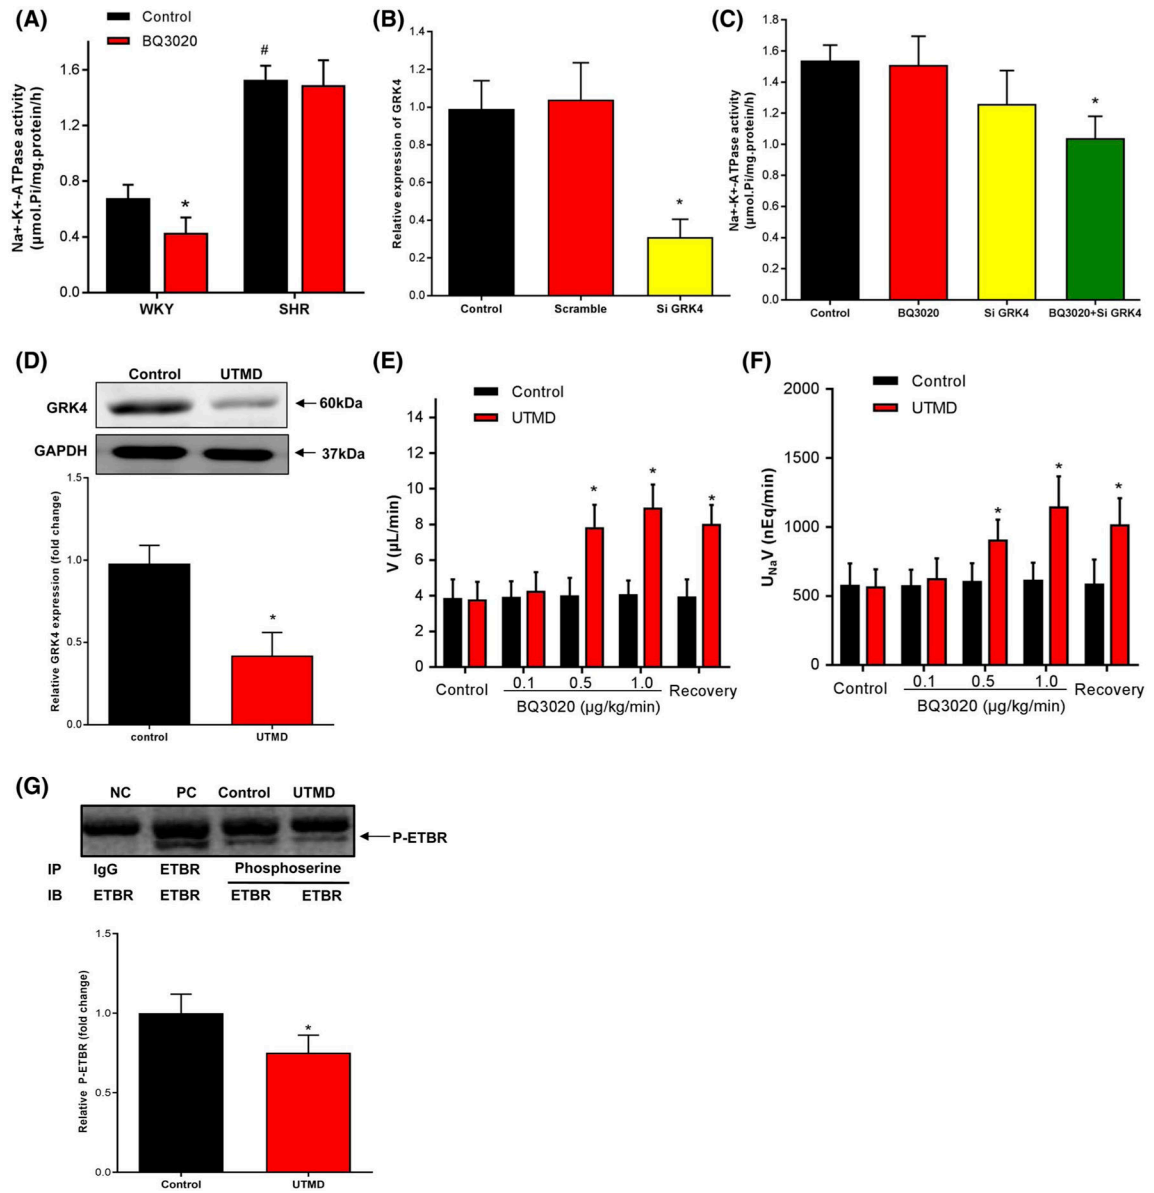 (A)
Control
BQ3020
Na+-K+-ATPase activity
(µmol.Pi/mg.protein/h)
1.6
1.2
0.8
0.4
0.0
#
*
WKY
SHR
(B)
Relative expression of GRK4
1.4
1.2
1.0
0.8
0.6
0.4
0.2
0.0
*
Control
Scramble
Si GRK4
(C)
Na+-K+-ATPase activity
(µmol.Pi/mg.protein/h)
1.8
1.6
1.4
1.2
1.0
0.8
0.6
0.4
0.2
0.0
*
Control
BQ3020
Si GRK4
BQ3020+Si GRK4
(D)
Control UTMD
GRK4
60kDa
GAPDH
37kDa
Relative GRK4 expression (fold change)
1.5
1.0
0.5
0.0
*
control
UTMD
(E)
Control
UTMD
V (µL/min)
14
12
10
8
6
4
2
0
* * *
0.1 0.5 1.0
Control
Recovery
BQ3020 (µg/kg/min)
(F)
Control
UTMD
UNaV (nEq/min)
2000
1500
1000
500
0
* * *
0.1 0.5 1.0
Control
Recovery
BQ3020 (µg/kg/min)
(G)
NC PC Control UTMD
P-ETBR
IP IgG ETBR Phosphoserine
IB ETBR ETBR ETBR ETBR
Relative P-ETBR (fold change)
1.5
1.0
0.5
0.0
*
Control
UTMD